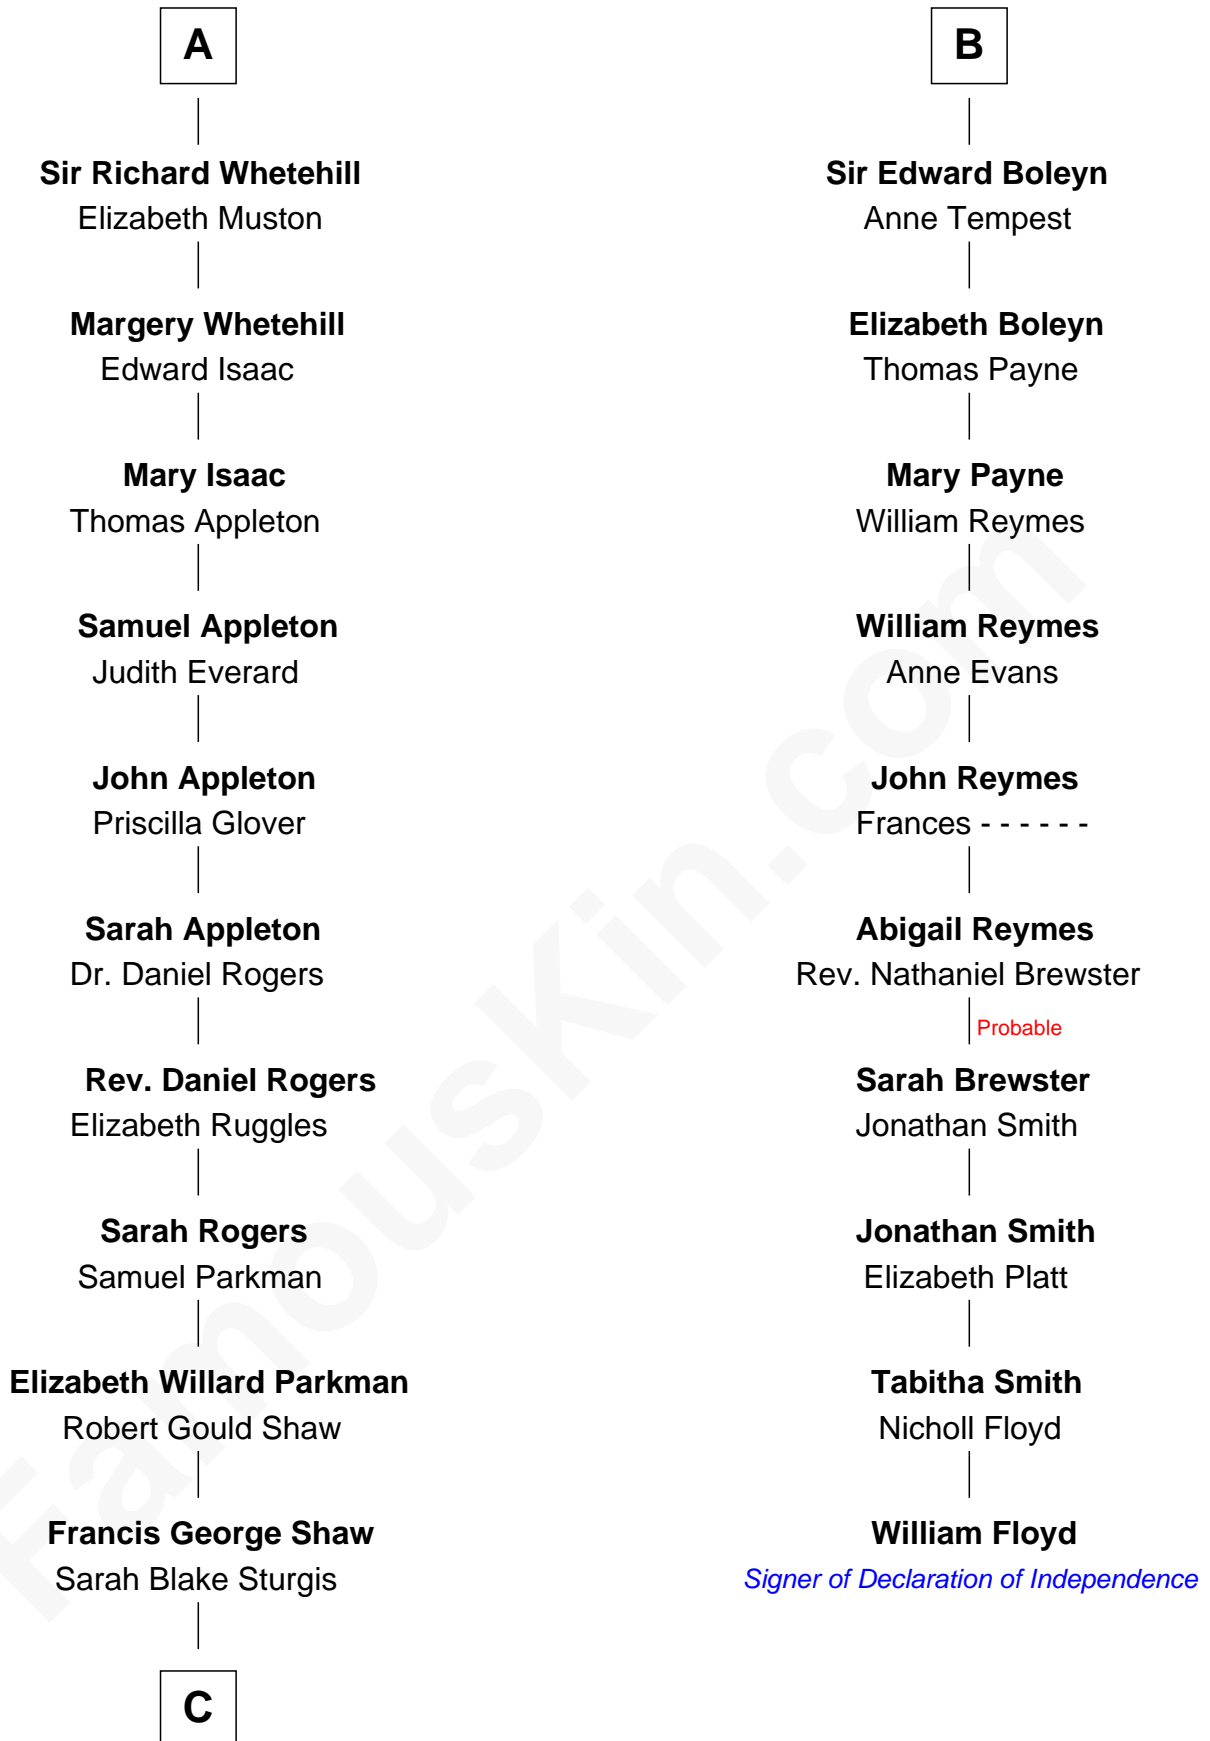 A
Sir Richard Whetehill
Elizabeth Muston
Margery Whetehill
Edward Isaac
Mary Isaac
Thomas Appleton
Samuel Appleton
Judith Everard
John Appleton
Priscilla Glover
Sarah Appleton
Dr. Daniel Rogers
Rev. Daniel Rogers
Elizabeth Ruggles
Sarah Rogers
Samuel Parkman
Elizabeth Willard Parkman
Robert Gould Shaw
Francis George Shaw
Sarah Blake Sturgis
C
B
Sir Edward Boleyn
Anne Tempest
Elizabeth Boleyn
Thomas Payne
Mary Payne
William Reymes
William Reymes
Anne Evans
John Reymes
Frances - - - - - -
Abigail Reymes
Rev. Nathaniel Brewster
Probable
Sarah Brewster
Jonathan Smith
Jonathan Smith
Elizabeth Platt
Tabitha Smith
Nicholl Floyd
William Floyd
Signer of Declaration of Independence
FamousKin.com